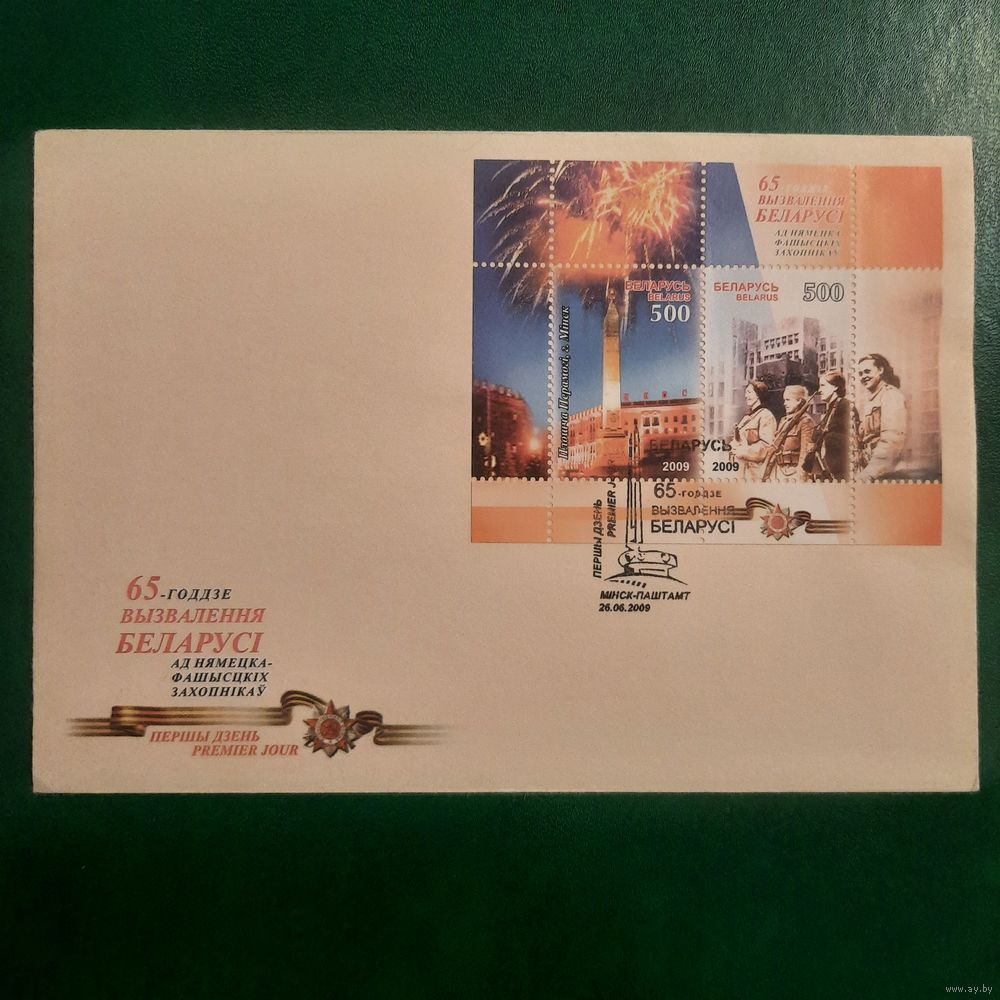 65-ГОДДЗЕ
ВЫЗВАЛЕННЯ
БЕЛАРУСІ
АД НЯМЕЦКА-
ФАШЫСЦКІХ
ЗАХОПНІКАЎ
БЕЛАРУСЬ
BELARUS
500
Плошча Перамогі, г. Мінск
2009
БЕЛАРУСЬ
BELARUS
500
2009
БЕЛАРУСЬ
65-ГОДДЗЕ
ВЫЗВАЛЕННЯ
БЕЛАРУСІ
ПЕРШЫ ДЗЕНЬ
PREMIER J
МІНСК-ПАШТАМТ
26.06.2009
65-ГОДДЗЕ
ВЫЗВАЛЕННЯ
БЕЛАРУСІ
АД НЯМЕЦКА-
ФАШЫСЦКІХ
ЗАХОПНІКАЎ
ПЕРШЫ ДЗЕНЬ
PREMIER JOUR
www.ay.by